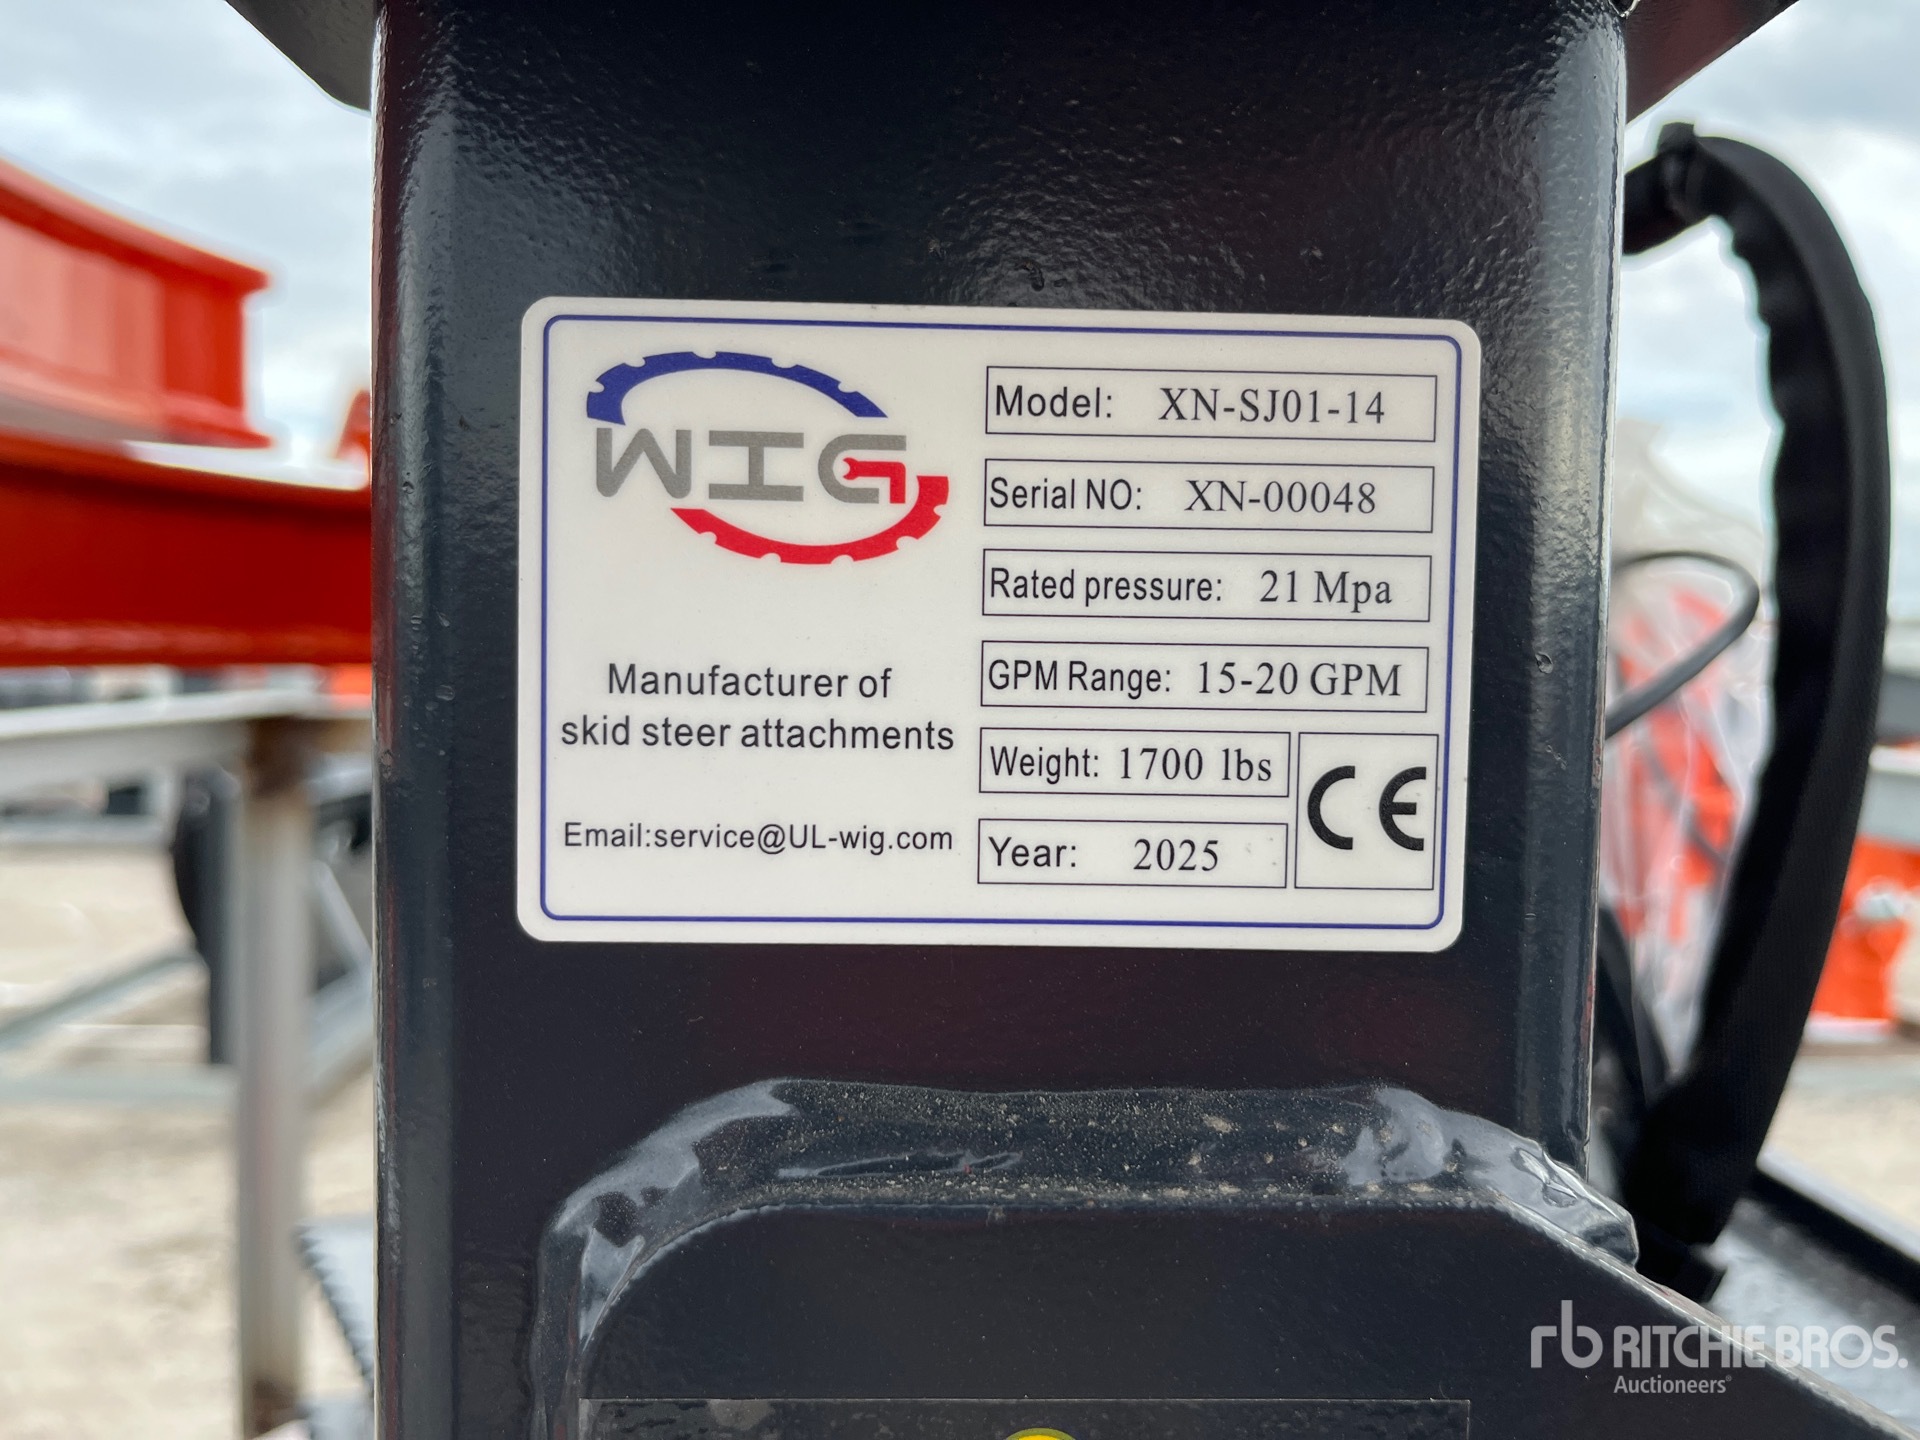 WIG
Manufacturer of
skid steer attachments
Email:service@UL-wig.com
Model: XN-SJ01-14
Serial NO: XN-00048
Rated pressure: 21 Mpa
GPM Range: 15-20 GPM
Weight: 1700 lbs
Year: 2025
CE
rb RITCHIE BROS.
Auctioneers